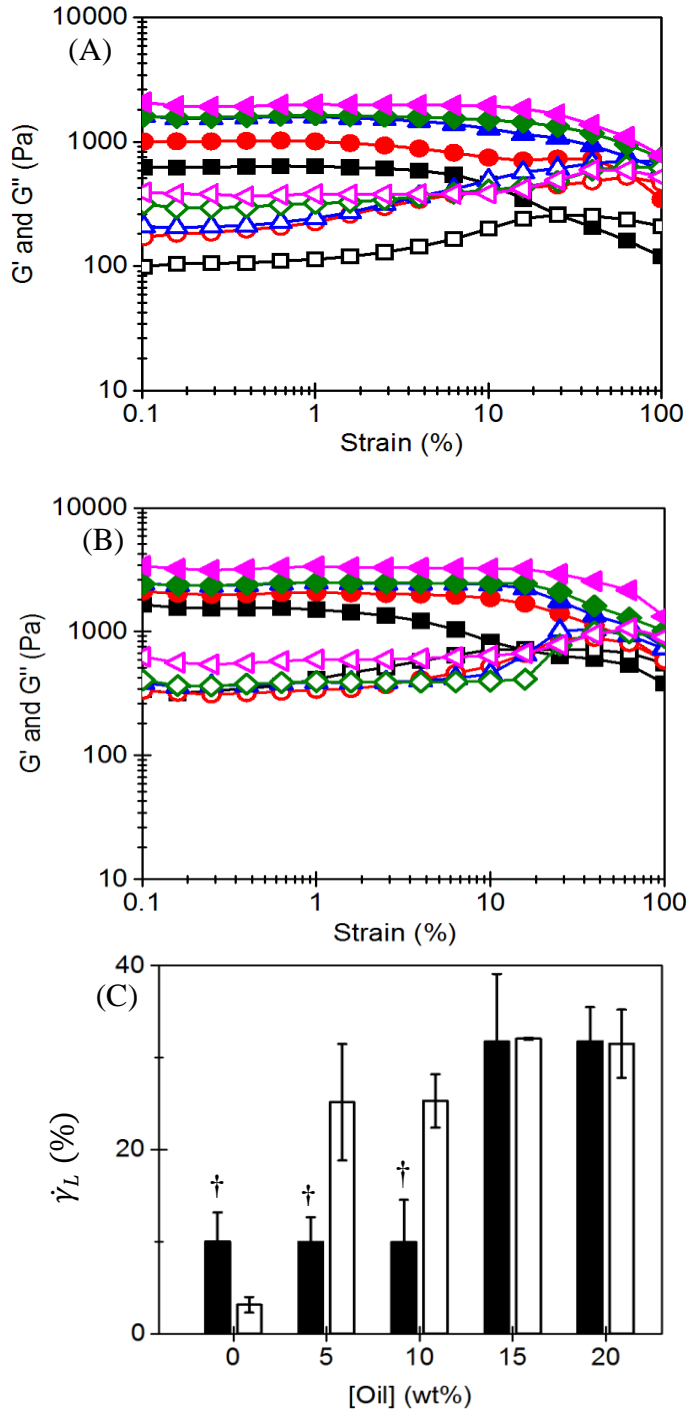 (A)
G' and G'' (Pa)
10000
1000
100
10
0.1 1 10 100
Strain (%)
(B)
G' and G'' (Pa)
10000
1000
100
10
0.1 1 10 100
Strain (%)
(C)
γ̇L (%)
40
20
0
† † †
0 5 10 15 20
[Oil] (wt%)